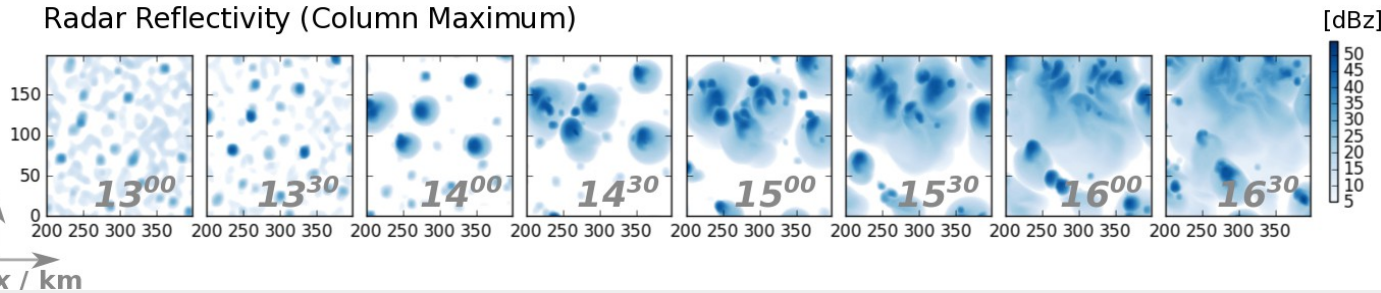 Radar Reflectivity (Column Maximum)
[dBz]
150
100
50
0
13⁰⁰ 13³⁰ 14⁰⁰ 14³⁰ 15⁰⁰ 15³⁰ 16⁰⁰ 16³⁰
200 250 300 350 200 250 300 350 200 250 300 350 200 250 300 350 200 250 300 350 200 250 300 350 200 250 300 350 200 250 300 350
50
45
40
35
30
25
20
15
10
5
x / km